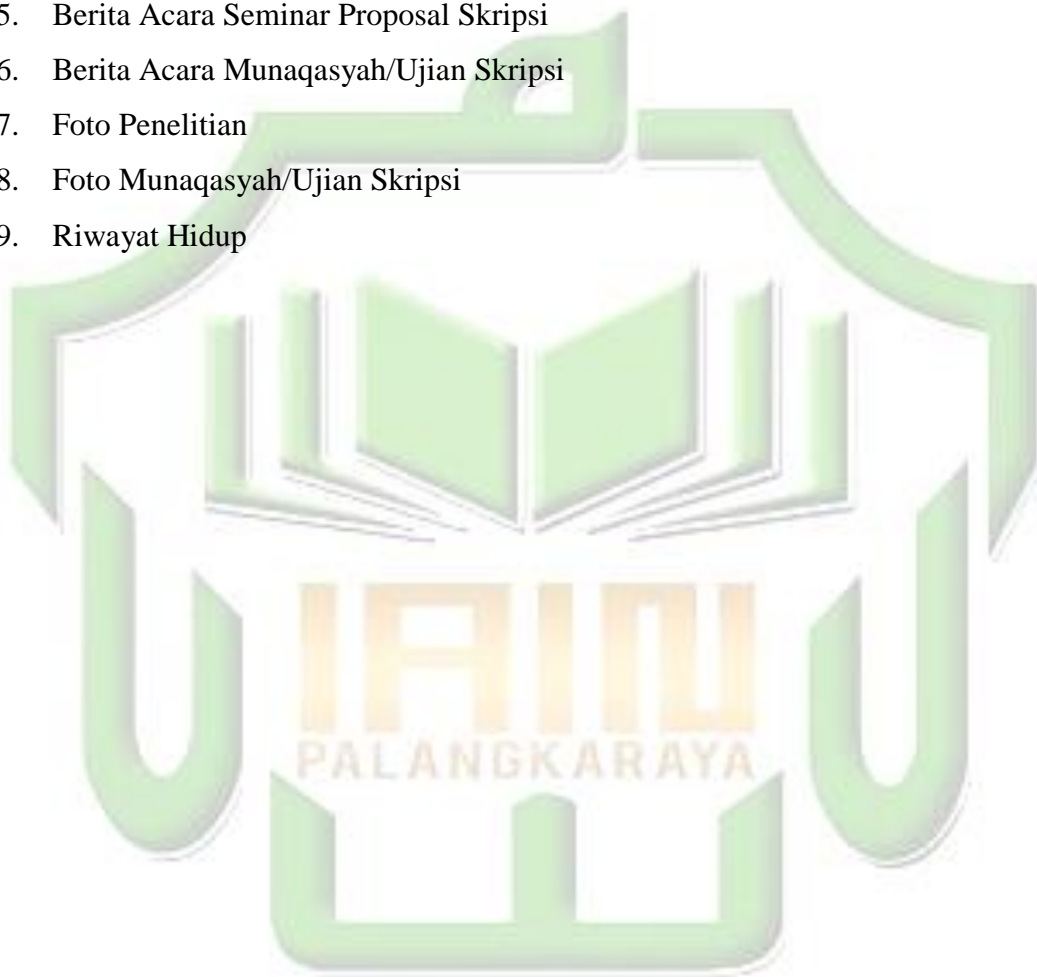 5. Berita Acara Seminar Proposal Skripsi
6. Berita Acara Munaqasyah/Ujian Skripsi
7. Foto Penelitian
8. Foto Munaqasyah/Ujian Skripsi
9. Riwayat Hidup
IAIN
PALANGKARAYA